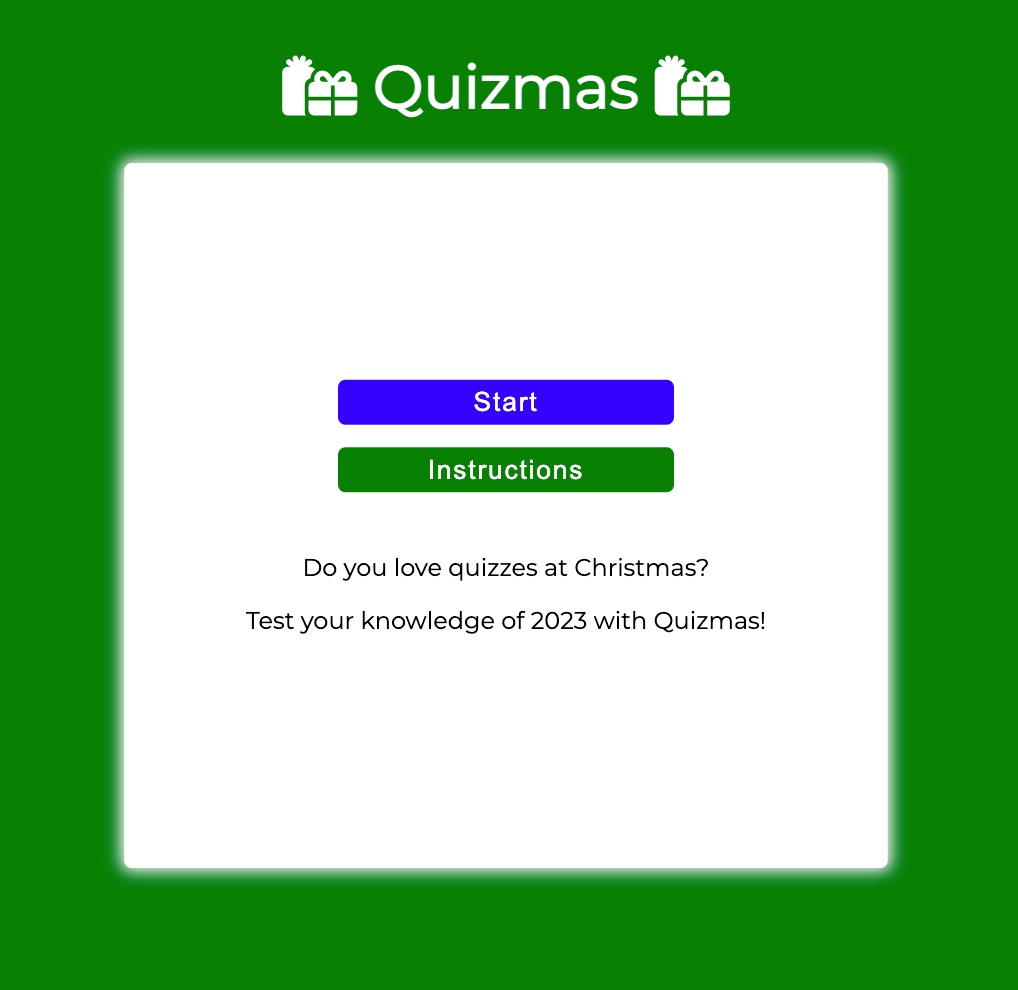 Quizmas
Start
Instructions
Do you love quizzes at Christmas?
Test your knowledge of 2023 with Quizmas!